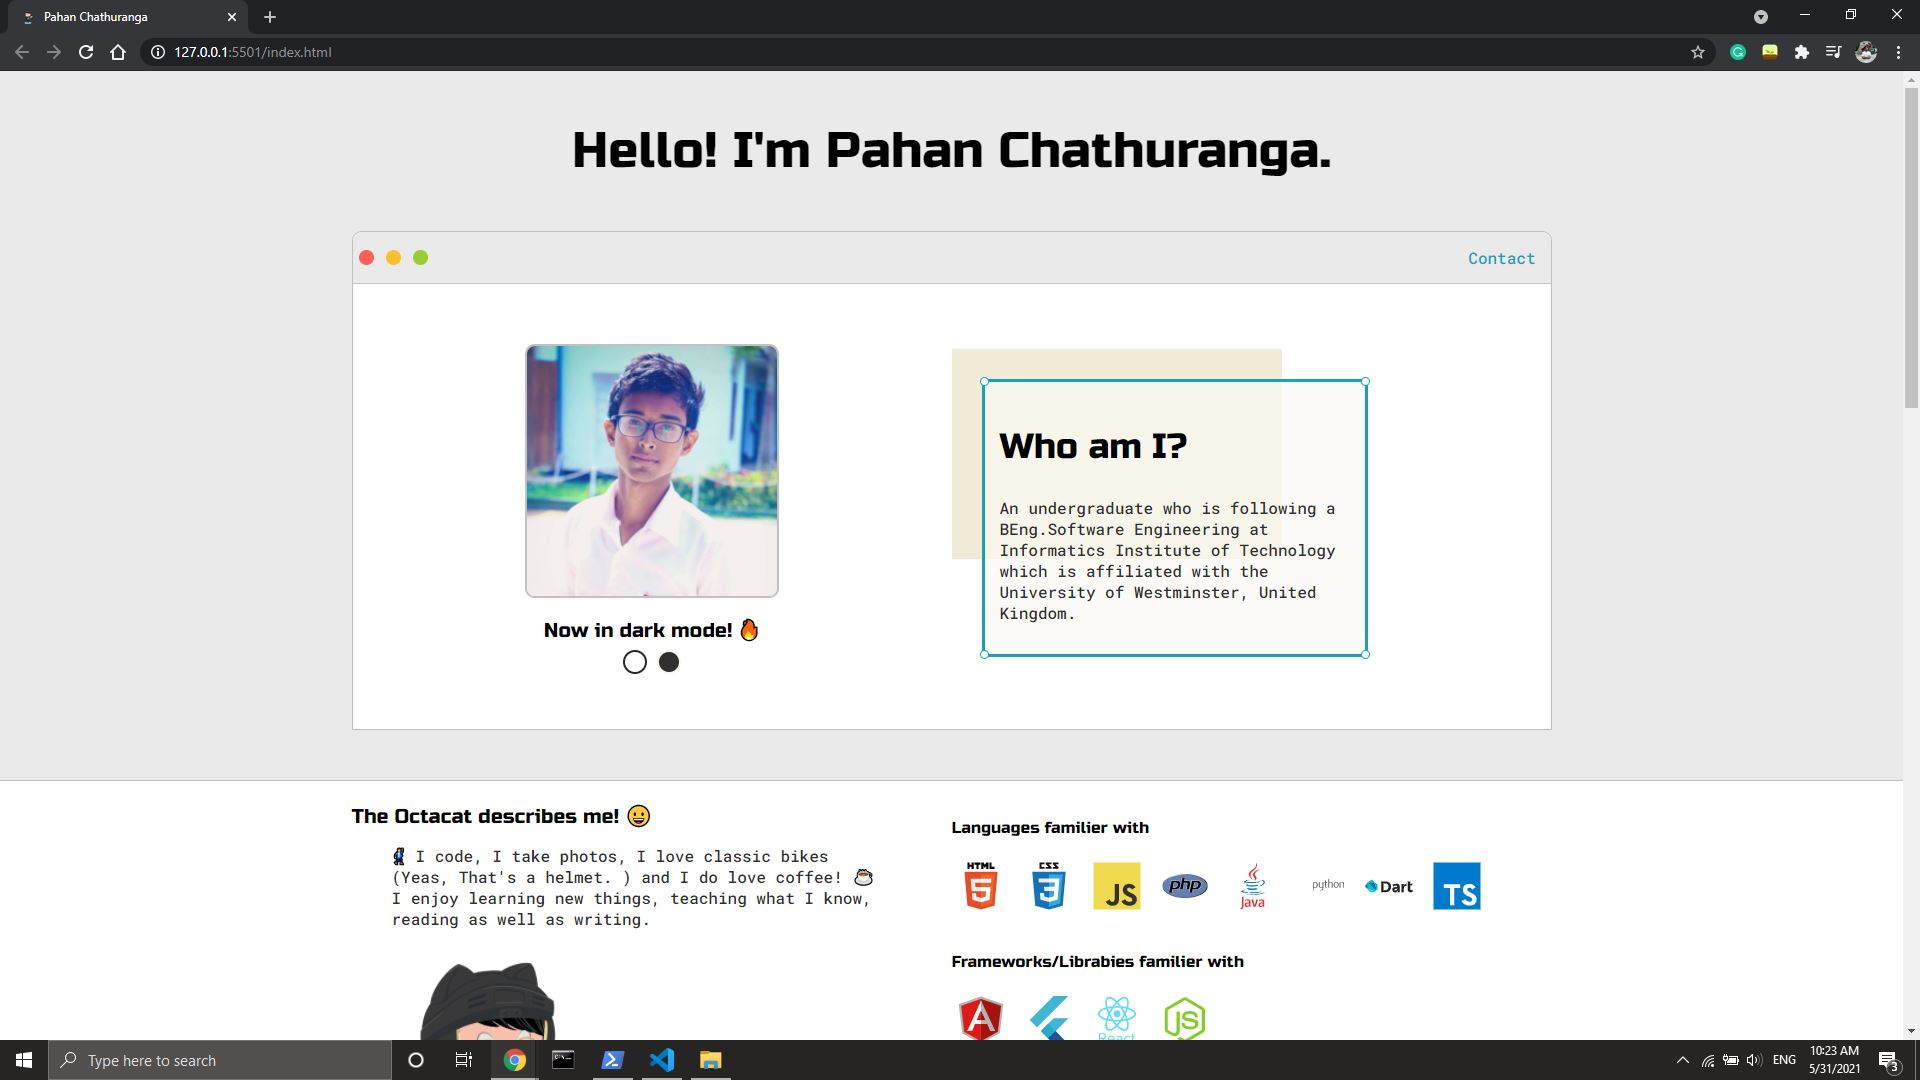 Pahan Chathuranga
127.0.0.1:5501/index.html
Hello! I'm Pahan Chathuranga.
Contact
Who am I?
An undergraduate who is following a
BEng.Software Engineering at
Informatics Institute of Technology
which is affiliated with the
University of Westminster, United
Kingdom.
Now in dark mode! 🔥
The Octacat describes me! 😀
I code, I take photos, I love classic bikes
(Yeas, That's a helmet. ) and I do love coffee! ☕
I enjoy learning new things, teaching what I know,
reading as well as writing.
Languages familier with
HTML 5
CSS 3
JS
php
Java
python
Dart
TS
Frameworks/Librabies familier with
A
React
JS
Type here to search
ENG
10:23 AM
5/31/2021
3